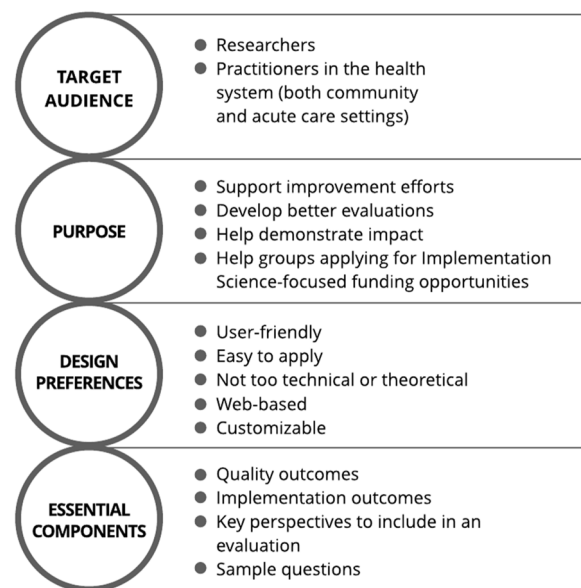 TARGET
AUDIENCE
● Researchers
● Practitioners in the health
system (both community
and acute care settings)
PURPOSE
● Support improvement efforts
● Develop better evaluations
● Help demonstrate impact
● Help groups applying for Implementation
Science-focused funding opportunities
DESIGN
PREFERENCES
● User-friendly
● Easy to apply
● Not too technical or theoretical
● Web-based
● Customizable
ESSENTIAL
COMPONENTS
● Quality outcomes
● Implementation outcomes
● Key perspectives to include in an
evaluation
● Sample questions